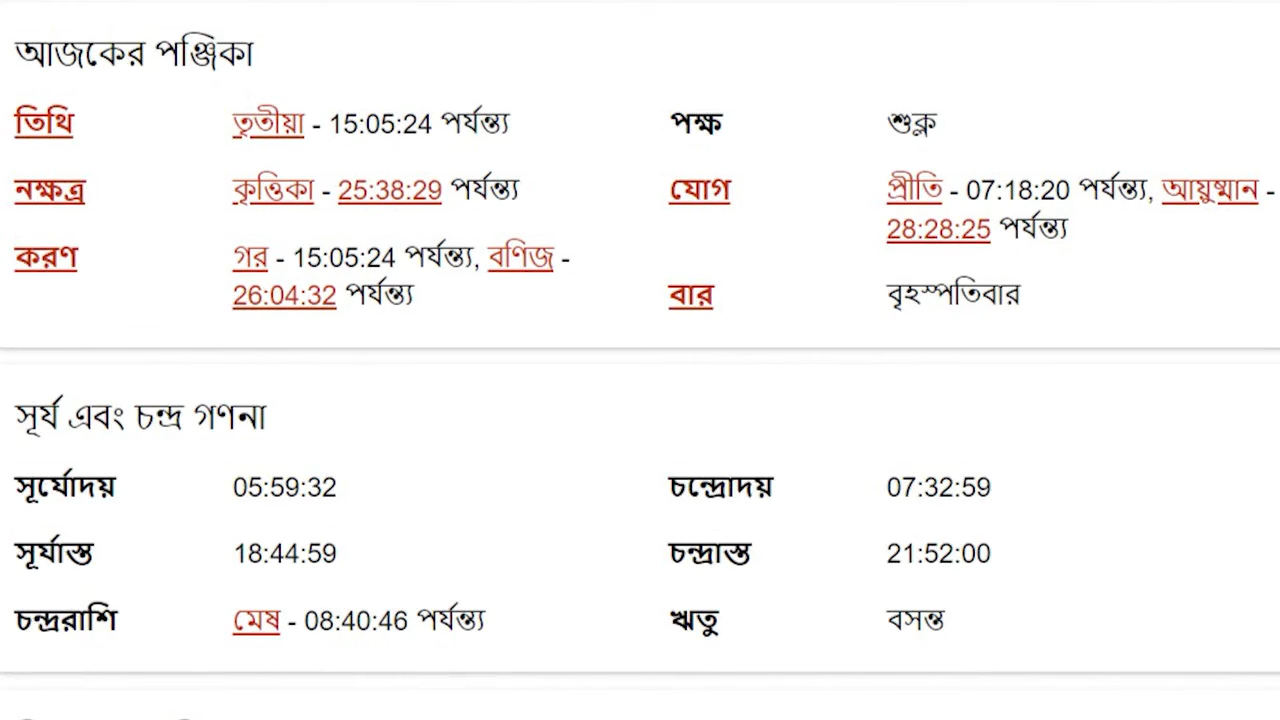 আজকের পঞ্জিকা
তিথি তৃতীয়া - 15:05:24 পর্যন্ত্য পক্ষ শুক্ল
নক্ষত্র কৃত্তিকা - 25:38:29 পর্যন্ত্য যোগ প্রীতি - 07:18:20 পর্যন্ত্য, আয়ুষ্মান -
28:28:25 পর্যন্ত্য
করণ গর - 15:05:24 পর্যন্ত্য, বণিজ -
26:04:32 পর্যন্ত্য বার বৃহস্পতিবার
সূর্য এবং চন্দ্র গণনা
সূর্যোদয় 05:59:32 চন্দ্রোদয় 07:32:59
সূর্যাস্ত 18:44:59 চন্দ্রাস্ত 21:52:00
চন্দ্ররাশি মেষ - 08:40:46 পর্যন্ত্য ঋতু বসন্ত